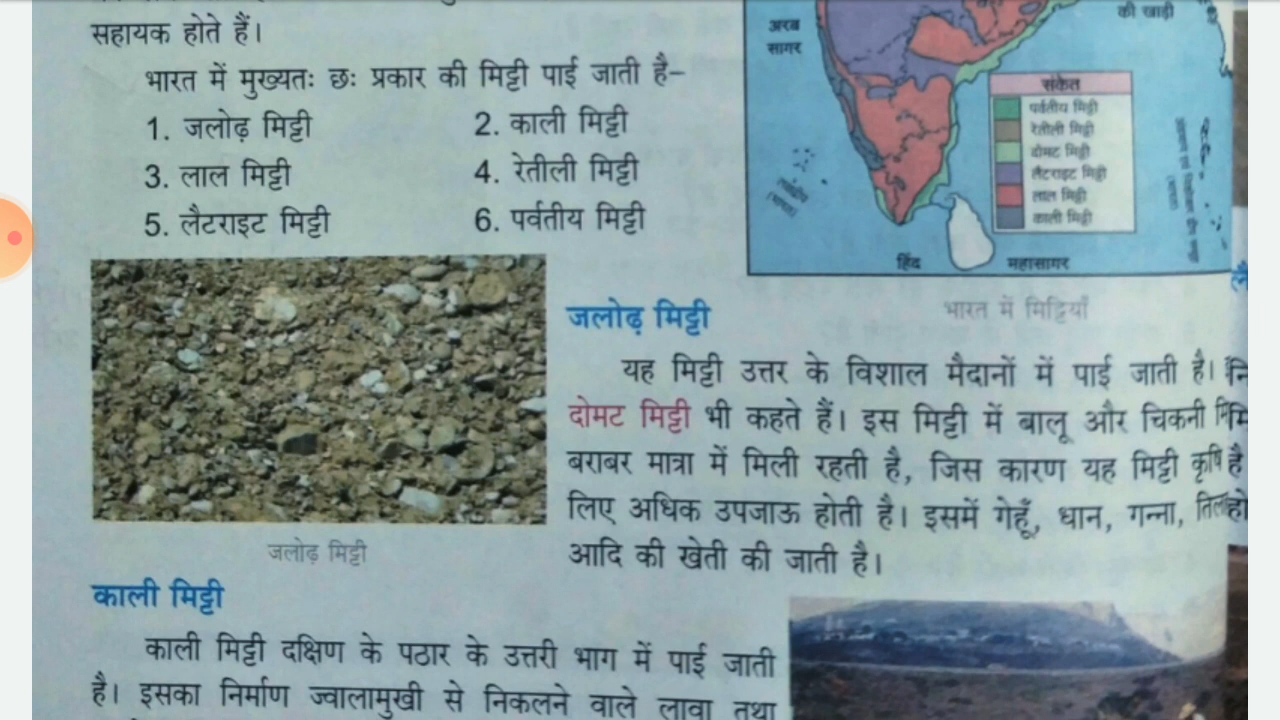 सहायक होते हैं।
भारत में मुख्यतः छः प्रकार की मिट्टी पाई जाती है–
1. जलोढ़ मिट्टी
2. काली मिट्टी
3. लाल मिट्टी
4. रेतीली मिट्टी
5. लैटराइट मिट्टी
6. पर्वतीय मिट्टी
अरब
सागर
की खाड़ी
संकेत
पर्वतीय मिट्टी
रेतीली मिट्टी
दोमट मिट्टी
लैटराइट मिट्टी
लाल मिट्टी
काली मिट्टी
हिंद
महासागर
भारत में मिट्टियाँ
जलोढ़ मिट्टी
जलोढ़ मिट्टी
यह मिट्टी उत्तर के विशाल मैदानों में पाई जाती है।
दोमट मिट्टी भी कहते हैं। इस मिट्टी में बालू और चिकनी
बराबर मात्रा में मिली रहती है, जिस कारण यह मिट्टी कृषि
लिए अधिक उपजाऊ होती है। इसमें गेहूँ, धान, गन्ना,
आदि की खेती की जाती है।
काली मिट्टी
काली मिट्टी दक्षिण के पठार के उत्तरी भाग में पाई जाती
है। इसका निर्माण ज्वालामुखी से निकलने वाले लावा तथा